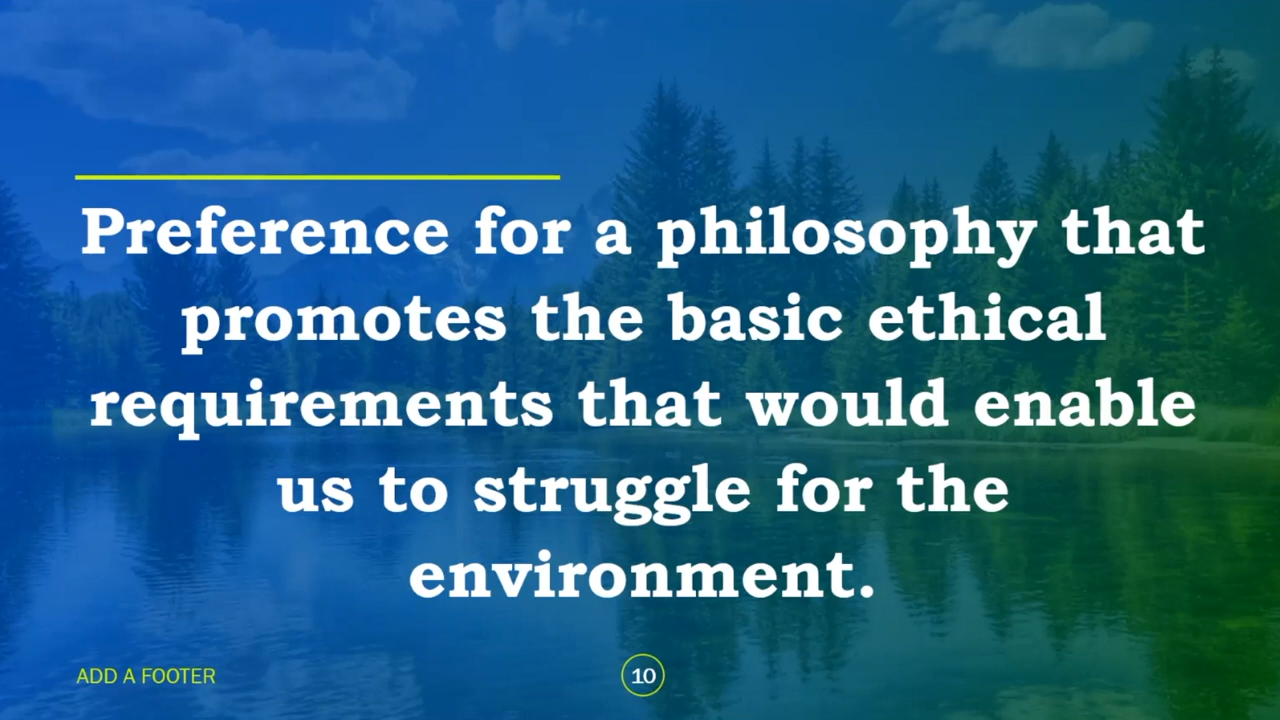 Preference for a philosophy that
promotes the basic ethical
requirements that would enable
us to struggle for the
environment.
ADD A FOOTER
10